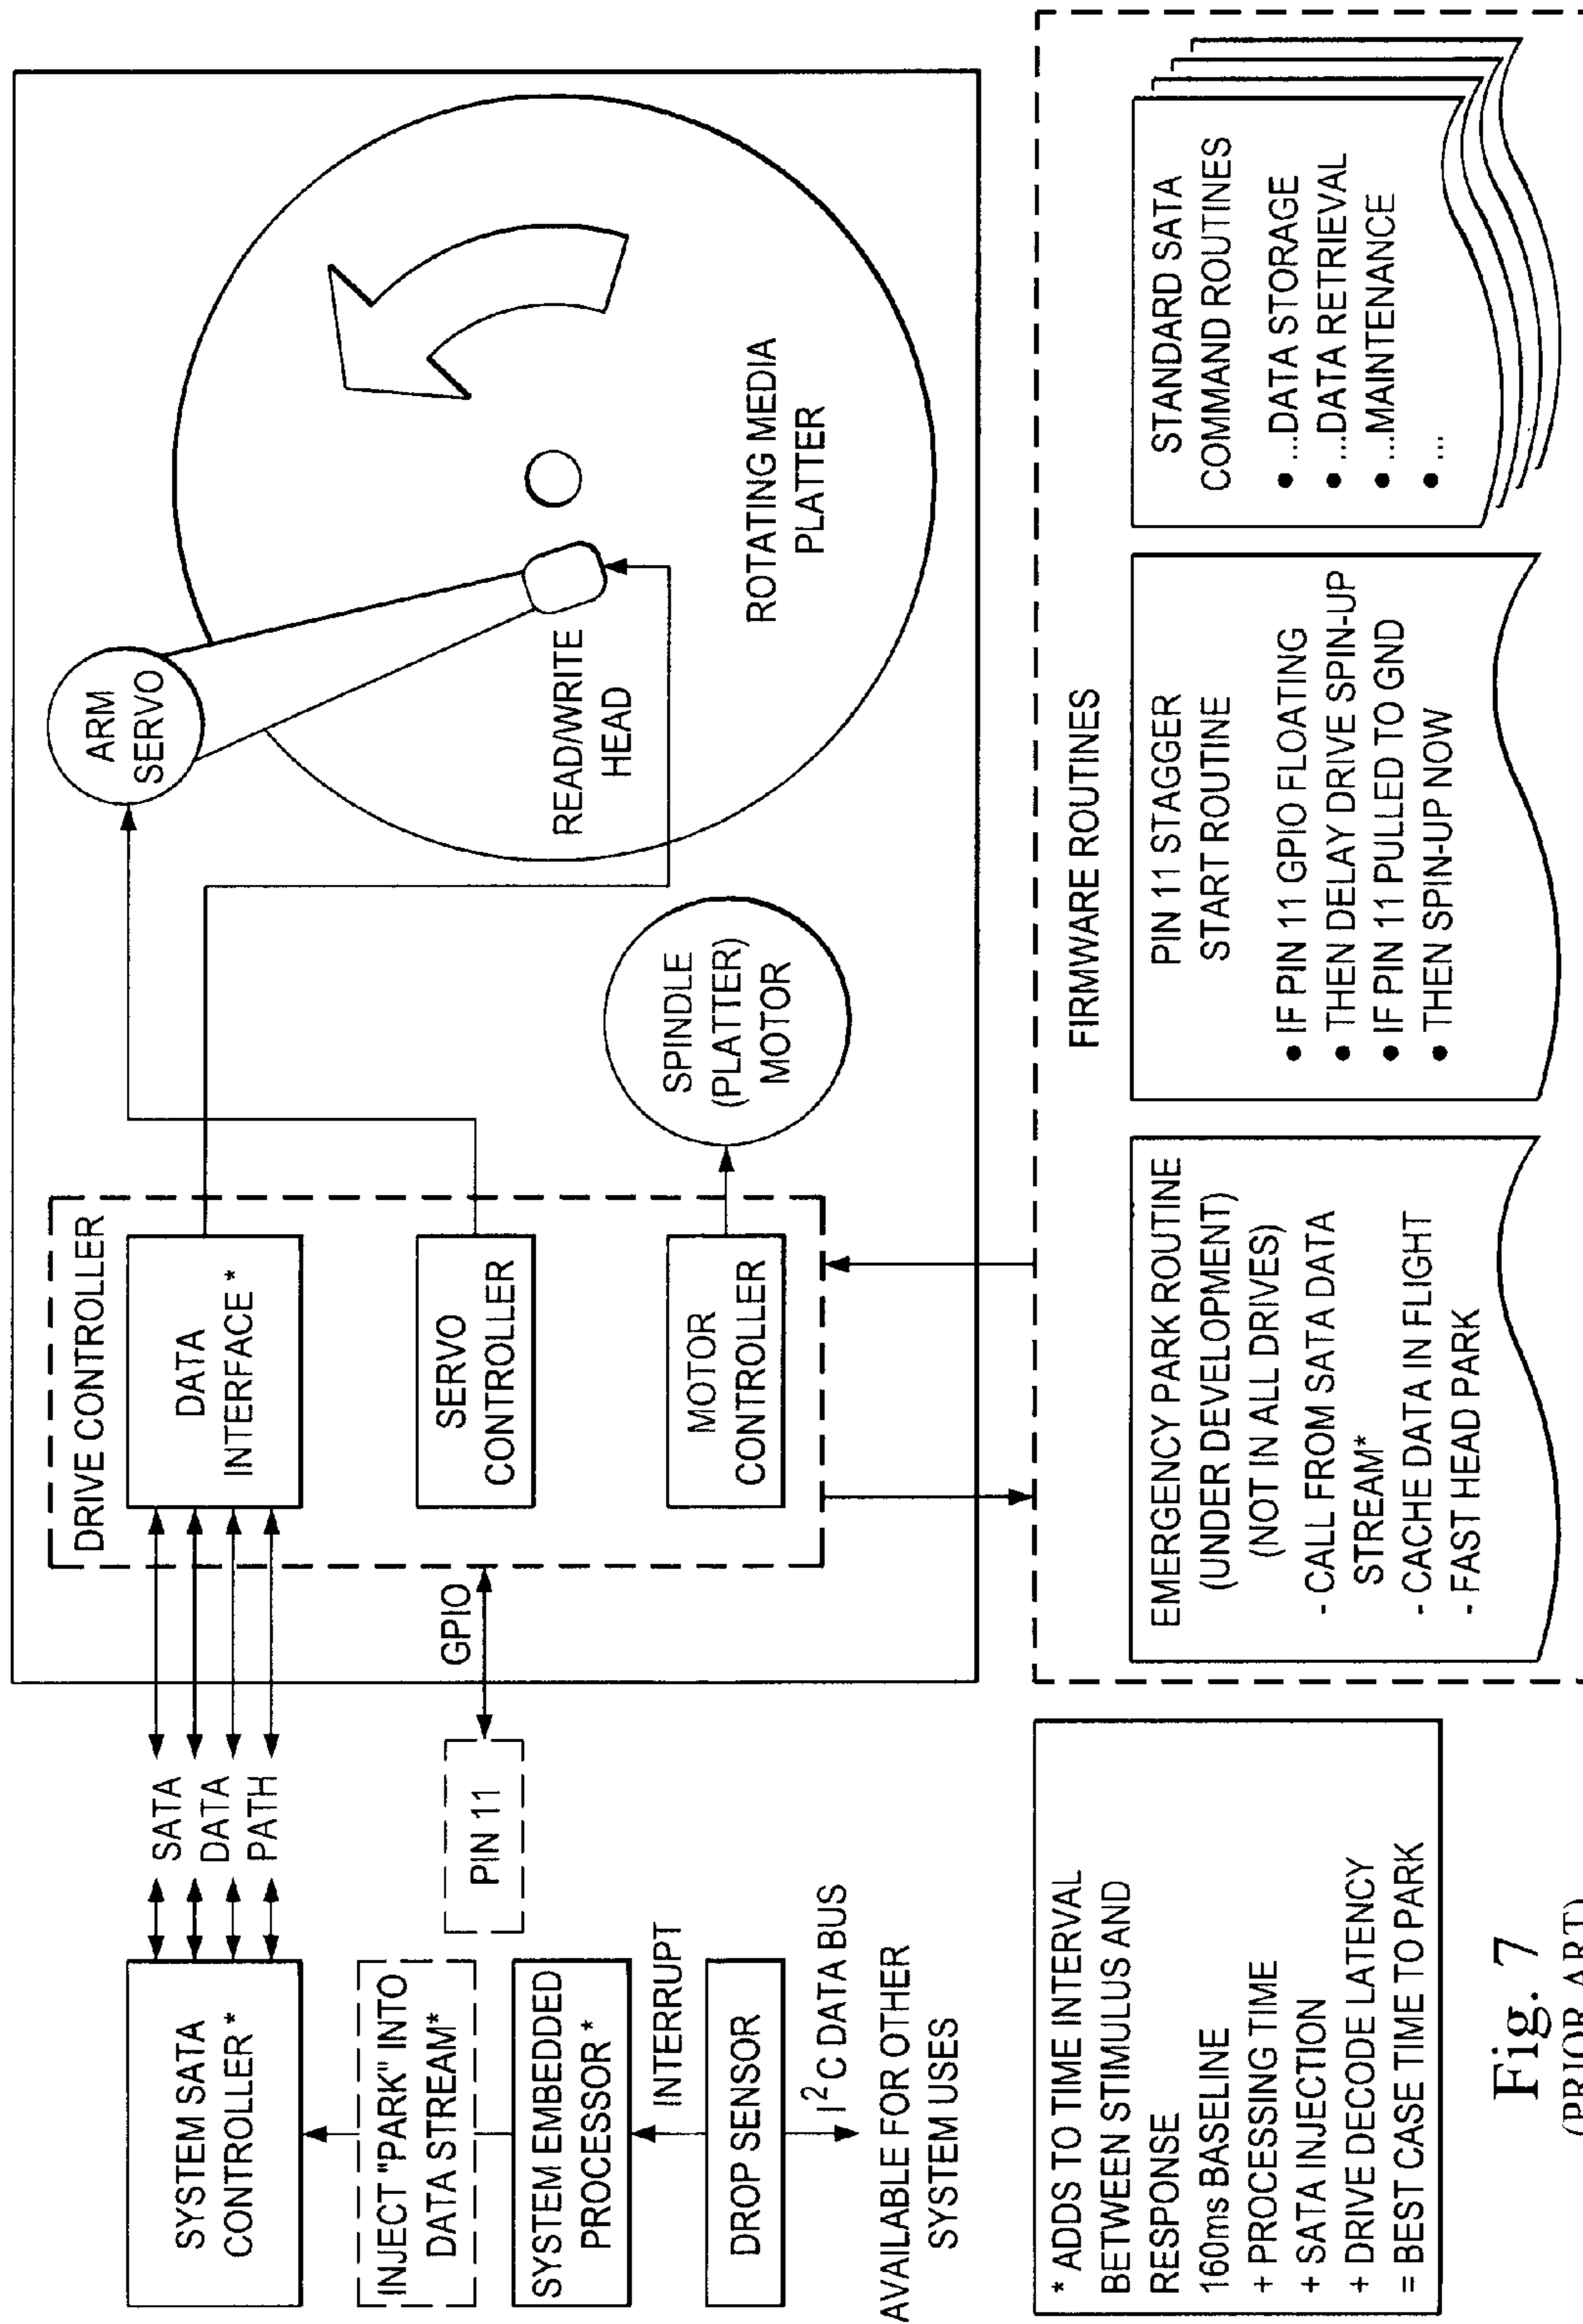 SYSTEM SATA
CONTROLLER*
SATA
DATA
PATH
INJECT "PARK" INTO
DATA STREAM*
SYSTEM EMBEDDED
PROCESSOR*
INTERRUPT
DROP SENSOR
I²C DATA BUS
AVAILABLE FOR OTHER
SYSTEM USES
PIN 11
GPIO
DRIVE CONTROLLER
DATA
INTERFACE*
SERVO
CONTROLLER
MOTOR
CONTROLLER
SPINDLE
(PLATTER)
MOTOR
ARM
SERVO
READ/WRITE
HEAD
ROTATING MEDIA
PLATTER
* ADDS TO TIME INTERVAL
BETWEEN STIMULUS AND
RESPONSE
160ms BASELINE
+ PROCESSING TIME
+ SATA INJECTION
+ DRIVE DECODE LATENCY
= BEST CASE TIME TO PARK
FIRMWARE ROUTINES
EMERGENCY PARK ROUTINE
(UNDER DEVELOPMENT)
(NOT IN ALL DRIVES)
- CALL FROM SATA DATA
STREAM*
- CACHE DATA IN FLIGHT
- FAST HEAD PARK
PIN 11 STAGGER
START ROUTINE
• IF PIN 11 GPIO FLOATING
• THEN DELAY DRIVE SPIN-UP
• IF PIN 11 PULLED TO GND
• THEN SPIN-UP NOW
STANDARD SATA
COMMAND ROUTINES
• ...DATA STORAGE
• ...DATA RETRIEVAL
• ...MAINTENANCE
• ...
Fig. 7
(PRIOR ART)